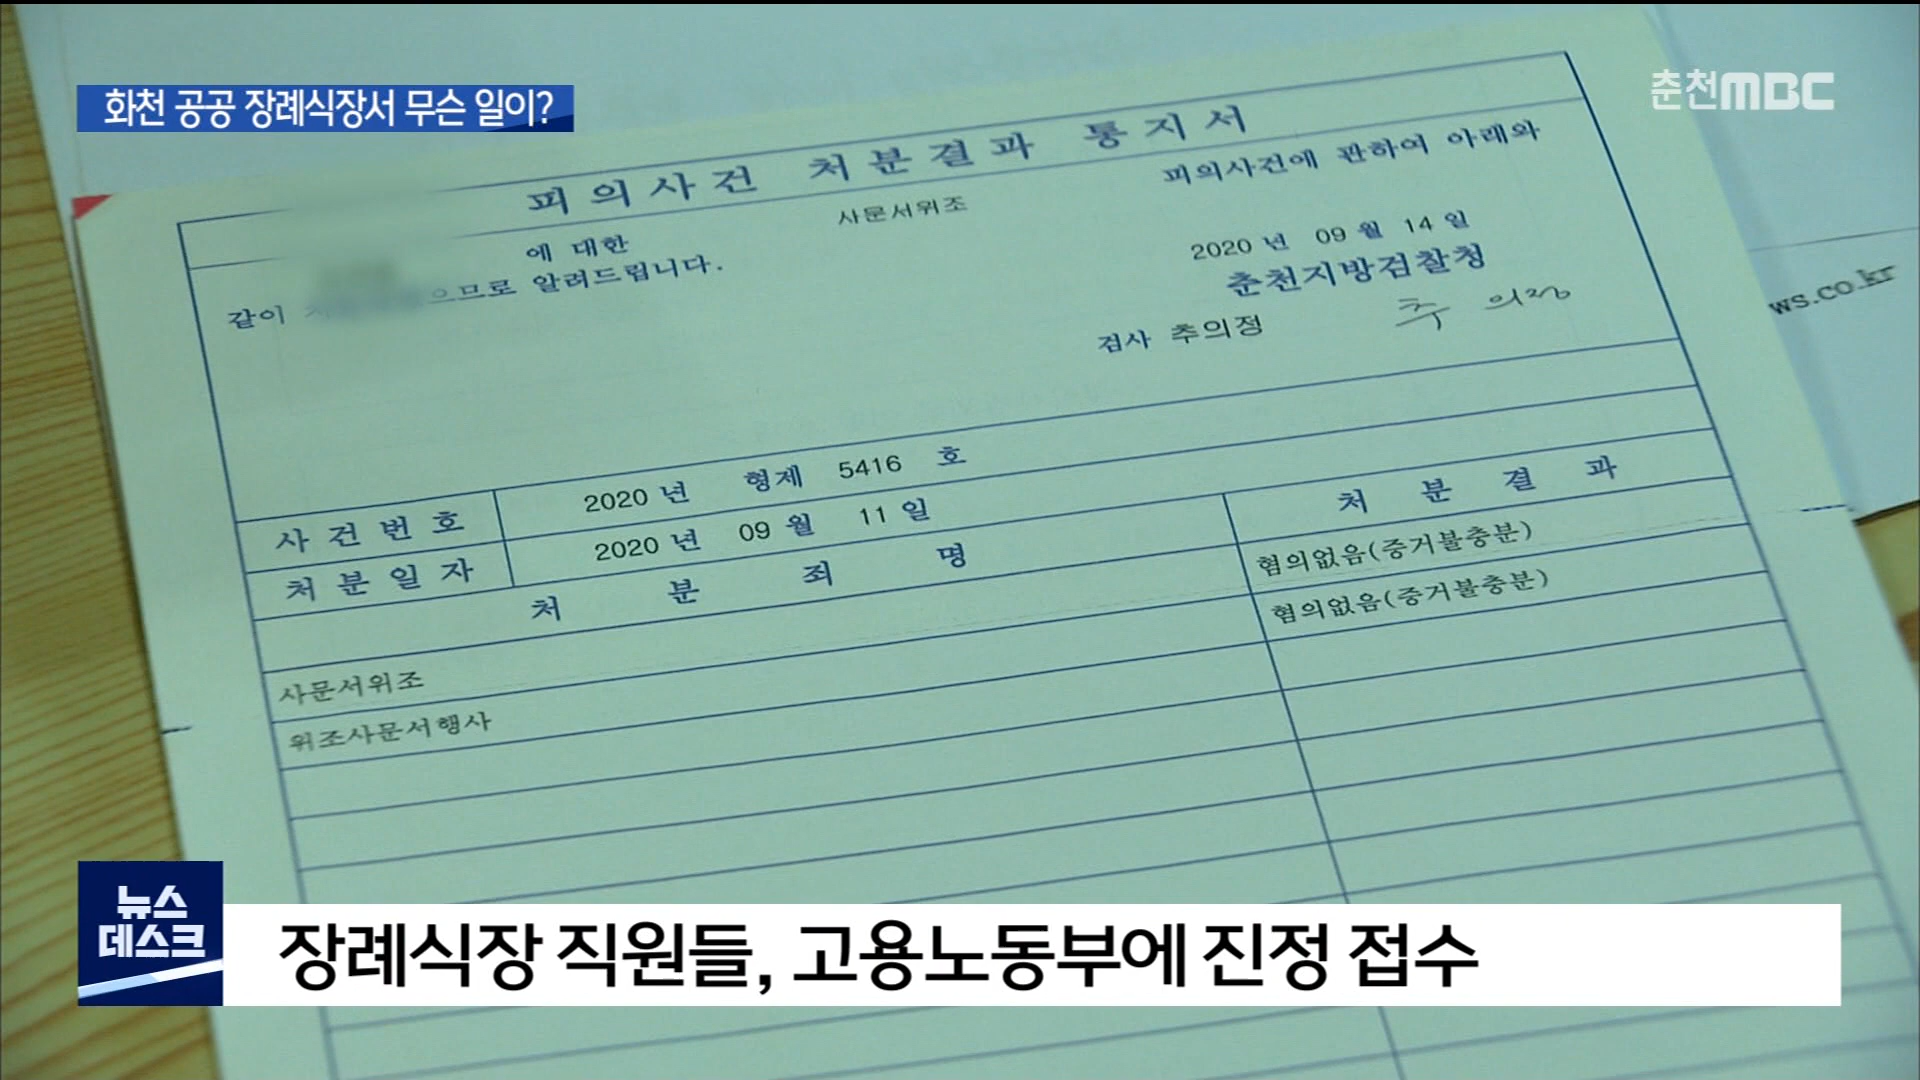 화천 공공 장례식장서 무슨 일이?
춘천MBC
피의사건 처분결과 통지서
에 대한 사문서위조 피의사건에 관하여 아래와
같이 으므로 알려드립니다.
2020 년 09 월 14 일
춘천지방검찰청
검사 추의정 추 의정
ws.co.kr
사건번호 2020 년 형제 5416 호
처분일자 2020 년 09 월 11 일
처분죄명 처분결과
사문서위조 혐의없음(증거불충분)
위조사문서행사 혐의없음(증거불충분)
뉴스
데스크
장례식장 직원들, 고용노동부에 진정 접수